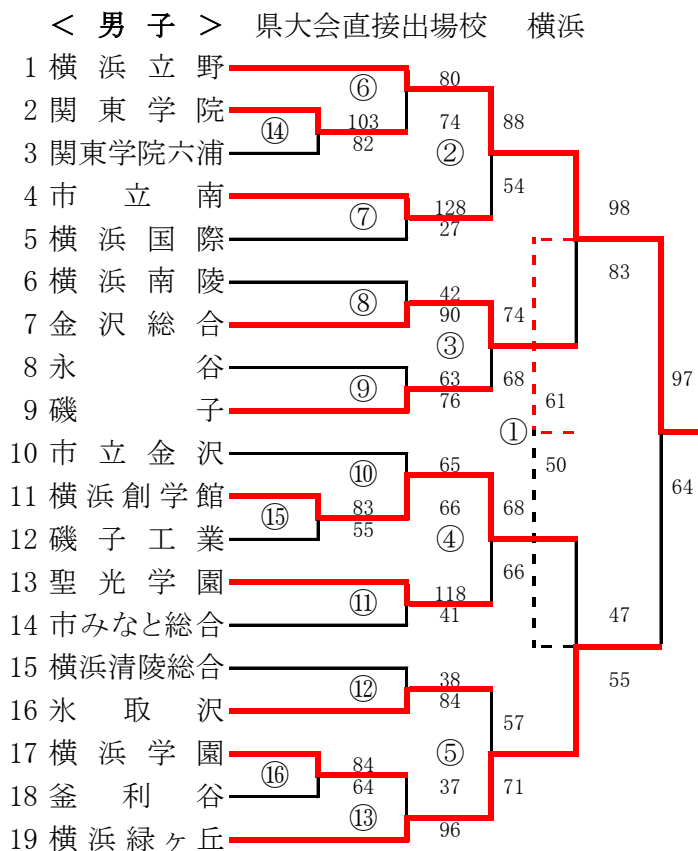 ＜ 男 子 ＞ 県大会直接出場校 横浜
1 横浜立野
2 関東学院
3 関東学院六浦
4 市立南
5 横浜国際
6 横浜南陵
7 金沢総合
8 永谷
9 磯子
10 市立金沢
11 横浜創学館
12 磯子工業
13 聖光学園
14 市みなと総合
15 横浜清陵総合
16 氷取沢
17 横浜学園
18 釜利谷
19 横浜緑ヶ丘
⑭
⑮
⑯
⑥
103
82
⑦
⑧
⑨
⑩
83
55
⑪
⑫
84
64
⑬
80
74
②
128
27
42
90
③
63
76
65
66
④
118
41
38
84
⑤
37
96
88
54
74
68
①
68
66
57
71
61
50
98
83
47
55
97
64